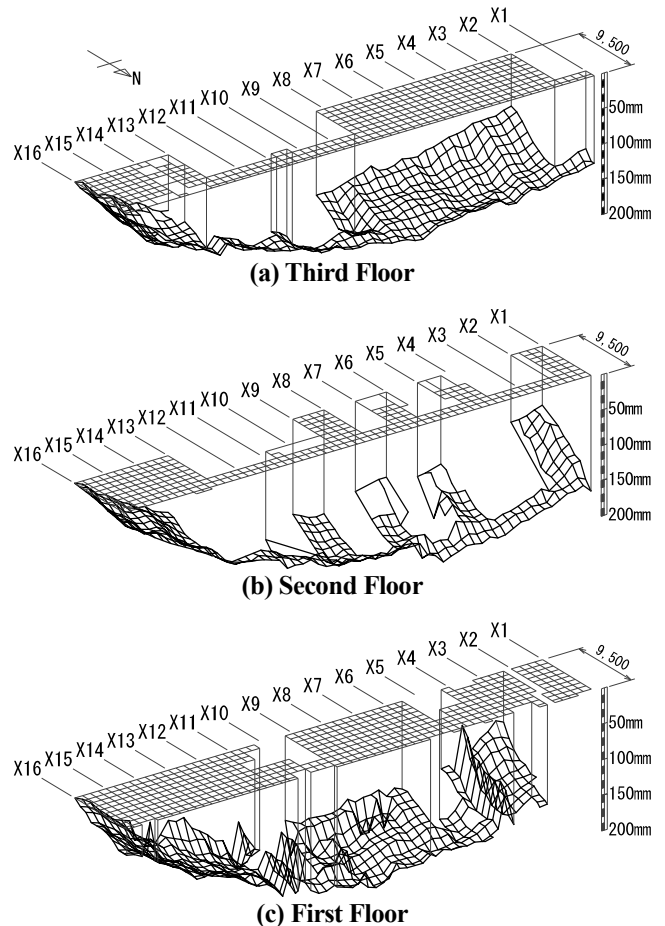 X1
X2
X3
X4
X5
X6
X7
X8
X9
X10
X11
X12
X13
X14
X15
X16
9.500
N
50mm
100mm
150mm
200mm
(a) Third Floor
X1
X2
X3
X4
X5
X6
X7
X8
X9
X10
X11
X12
X13
X14
X15
X16
9.500
50mm
100mm
150mm
200mm
(b) Second Floor
X1
X2
X3
X4
X5
X6
X7
X8
X9
X10
X11
X12
X13
X14
X15
X16
9.500
50mm
100mm
150mm
200mm
(c) First Floor